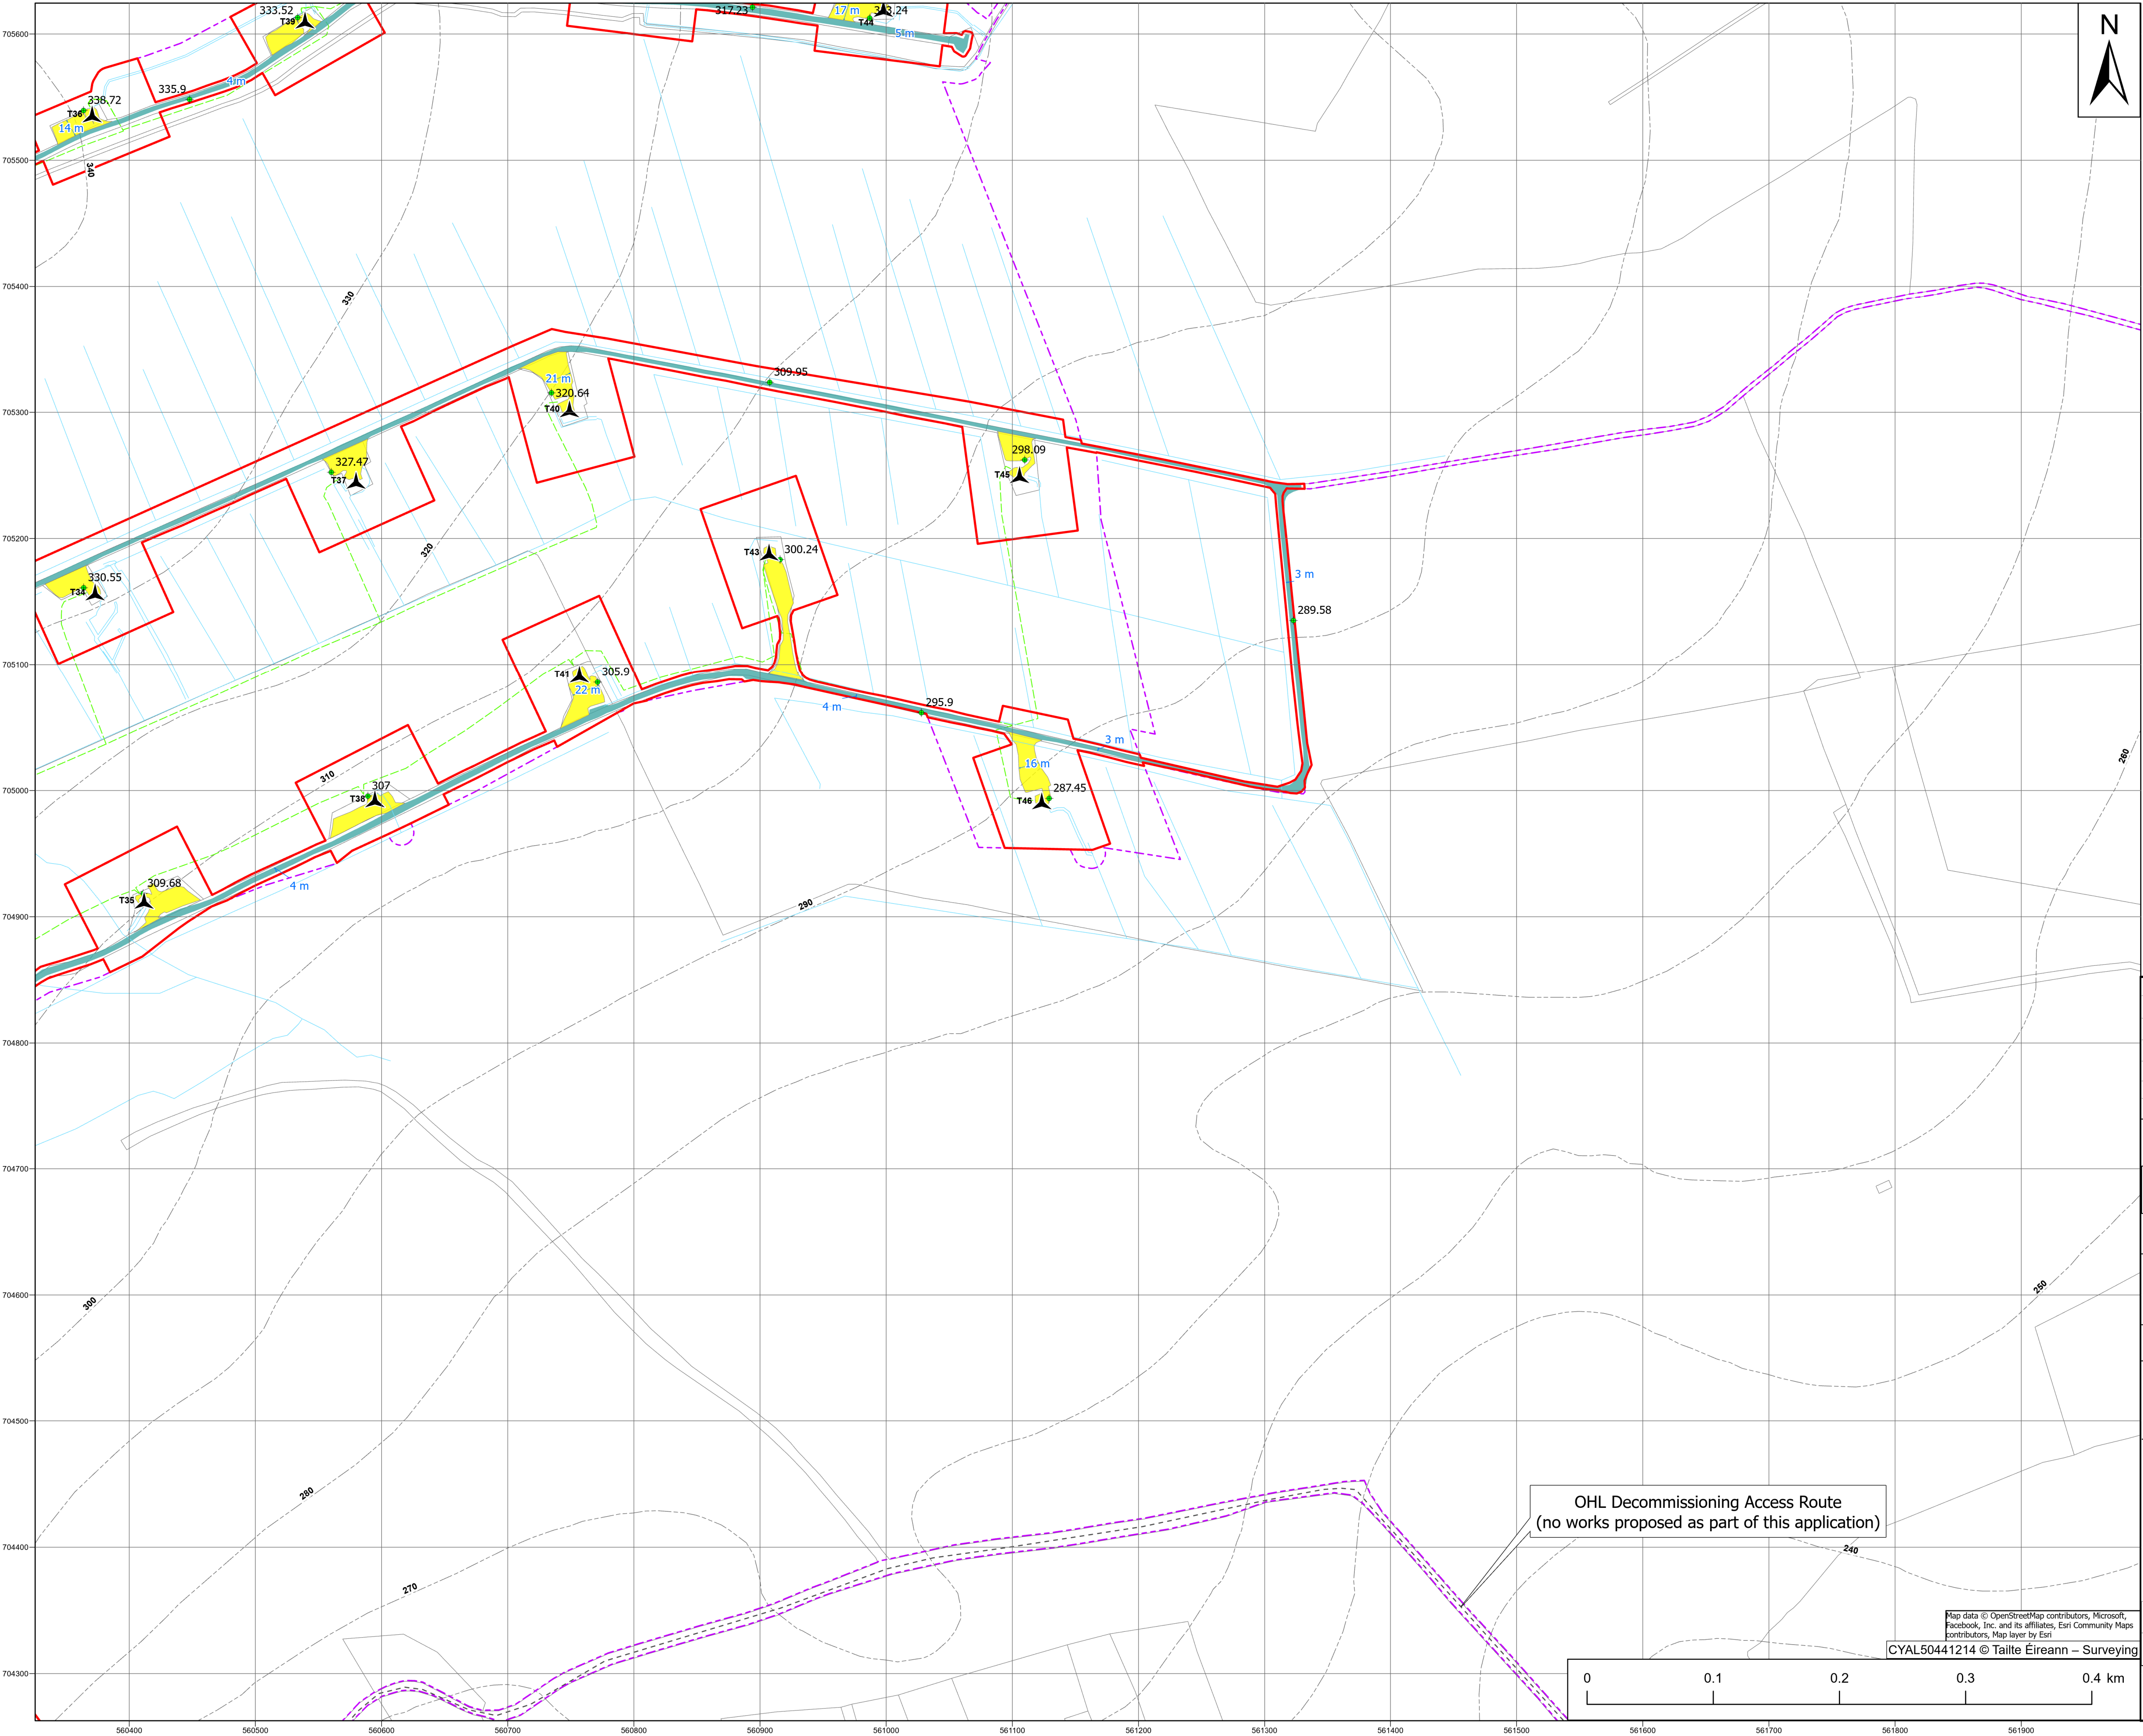 N
705600
333.52
T39
317.23
17 m
T44
5 m
335.9
4 m
338.72
T36
14 m
340
705500
705400
330
309.95
21 m
320.64
T40
705300
298.09
T45
327.47
T37
320
705200
T43
300.24
330.55
T34
3 m
289.58
705100
T41
305.9
22 m
4 m
295.9
3 m
16 m
260
310
307
T38
287.45
T46
705000
309.68
T35
4 m
290
704900
704800
704700
704600
300
250
704500
280
OHL Decommissioning Access Route
(no works proposed as part of this application)
704400
240
270
Map data © OpenStreetMap contributors, Microsoft,
Facebook, Inc. and its affiliates, Esri Community Maps
contributors, Map layer by Esri
CYAL50441214 © Tailte Éireann – Surveying
704300
0 0.1 0.2 0.3 0.4 km
560400 560500 560600 560700 560800 560900 561000 561100 561200 561300 561400 561500 561600 561700 561800 561900